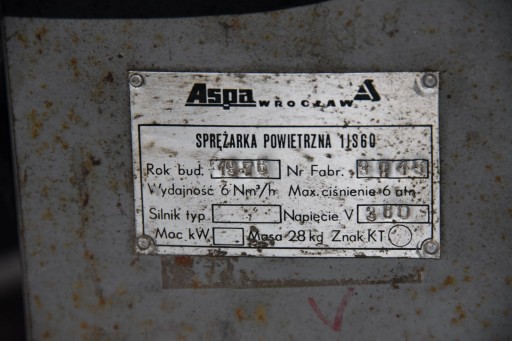 Aspa WROCŁAW
SPRĘŻARKA POWIETRZNA 1JS60
Rok bud. Nr Fabr.
Wydajność 6 Nm³/h Max. ciśnienie 6 atn.
Silnik typ Napięcie V 380
Moc kW Masa 28 kg Znak KT
V